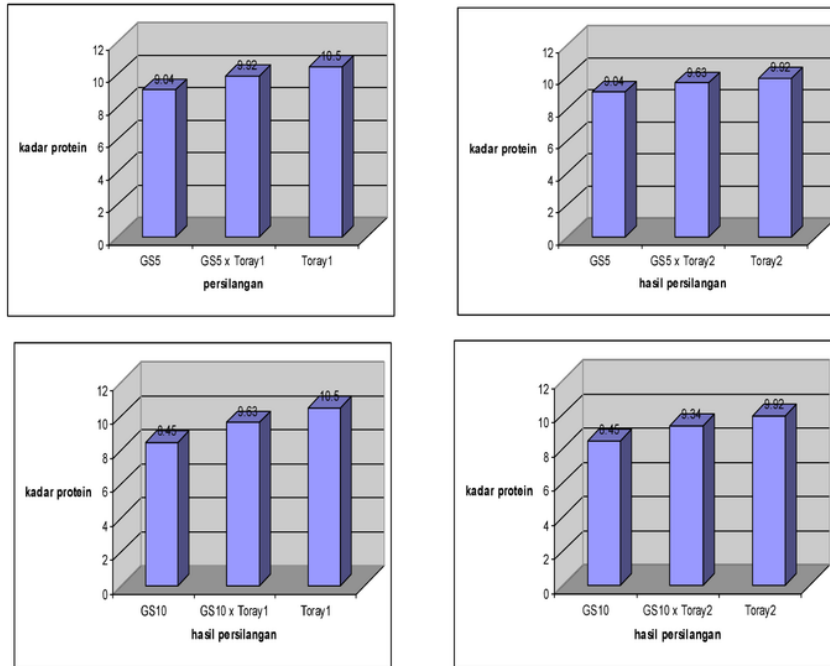 12
10
8
6
4
2
0
kadar protein
9.04
9.92
10.5
GS5
GS5 x Toray1
Toray1
persilangan
12
10
8
6
4
2
0
kadar protein
9.04
9.63
9.92
GS5
GS5 x Toray2
Toray2
hasil persilangan
12
10
8
6
4
2
0
kadar protein
8.45
9.63
10.5
GS10
GS10 x Toray1
Toray1
hasil persilangan
12
10
8
6
4
2
0
kadar protein
8.45
9.34
9.92
GS10
GS10 x Toray2
Toray2
hasil persilangan